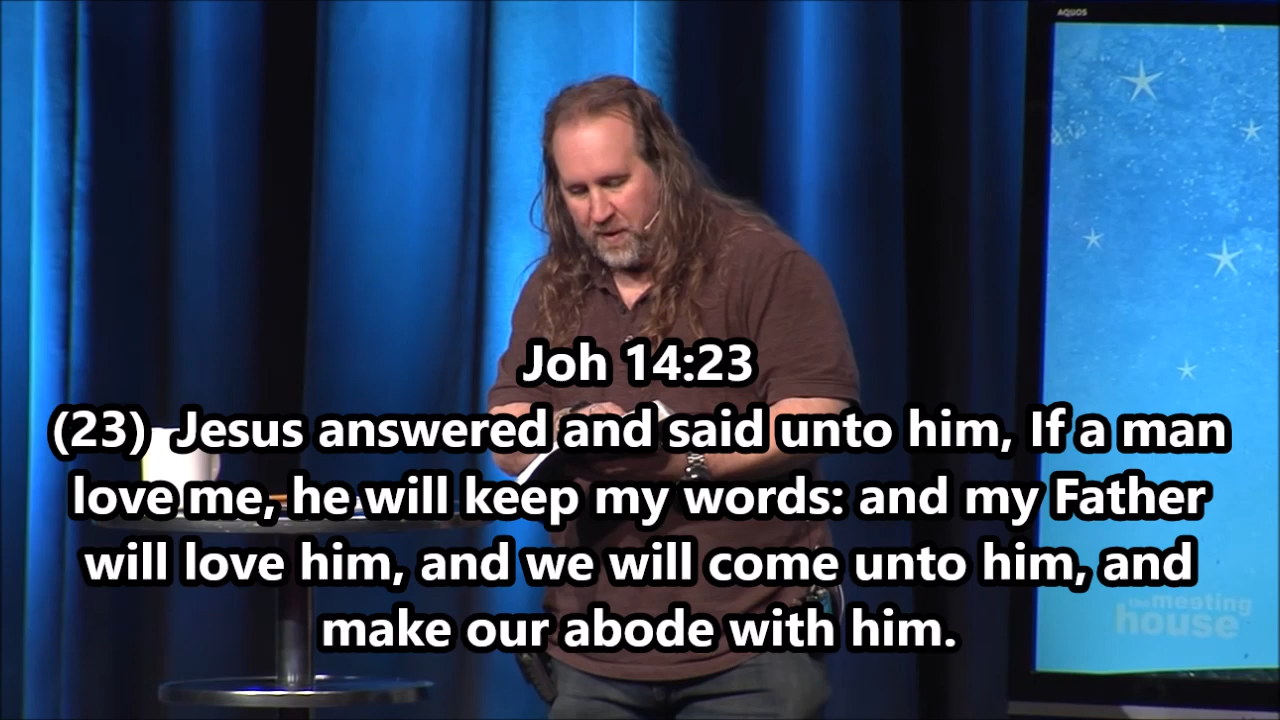 AQUOS
Joh 14:23
(23) Jesus answered and said unto him, If a man
love me, he will keep my words: and my Father
will love him, and we will come unto him, and
make our abode with him.
the meeting
house